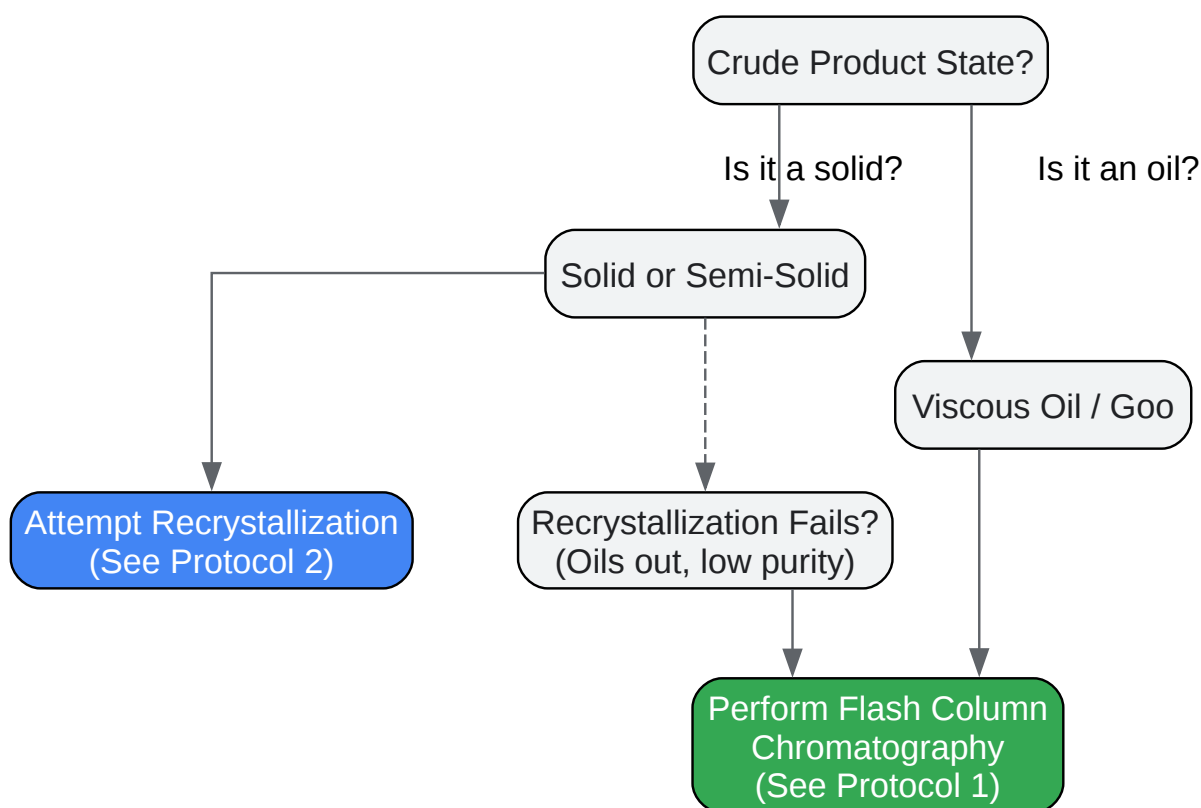 Crude Product State?
Is it a solid?
Is it an oil?
Solid or Semi-Solid
Viscous Oil / Goo
Attempt Recrystallization
(See Protocol 2)
Recrystallization Fails?
(Oils out, low purity)
Perform Flash Column
Chromatography
(See Protocol 1)